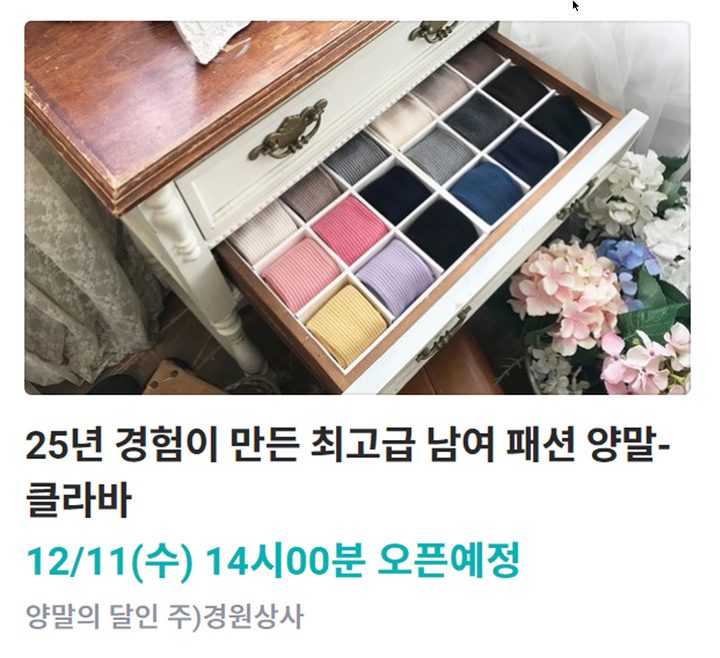 25년 경험이 만든 최고급 남여 패션 양말-
클라바
12/11(수) 14시00분 오픈예정
양말의 달인 주)경원상사